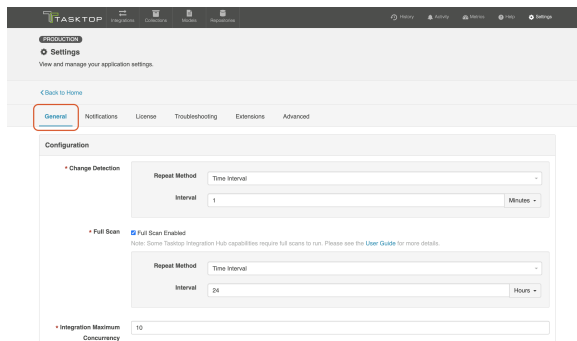 TASKTOP
Integrations
Collections
Models
Repositories
History
Activity
Metrics
Help
Settings
PRODUCTION
Settings
View and manage your application settings.
Back to Home
General
Notifications
License
Troubleshooting
Extensions
Advanced
Configuration
* Change Detection
Repeat Method
Time Interval
Interval
1
Minutes
* Full Scan
Full Scan Enabled
Note: Some Tasktop Integration Hub capabilities require full scans to run. Please see the User Guide for more details.
Repeat Method
Time Interval
Interval
24
Hours
* Integration Maximum
Concurrency
10